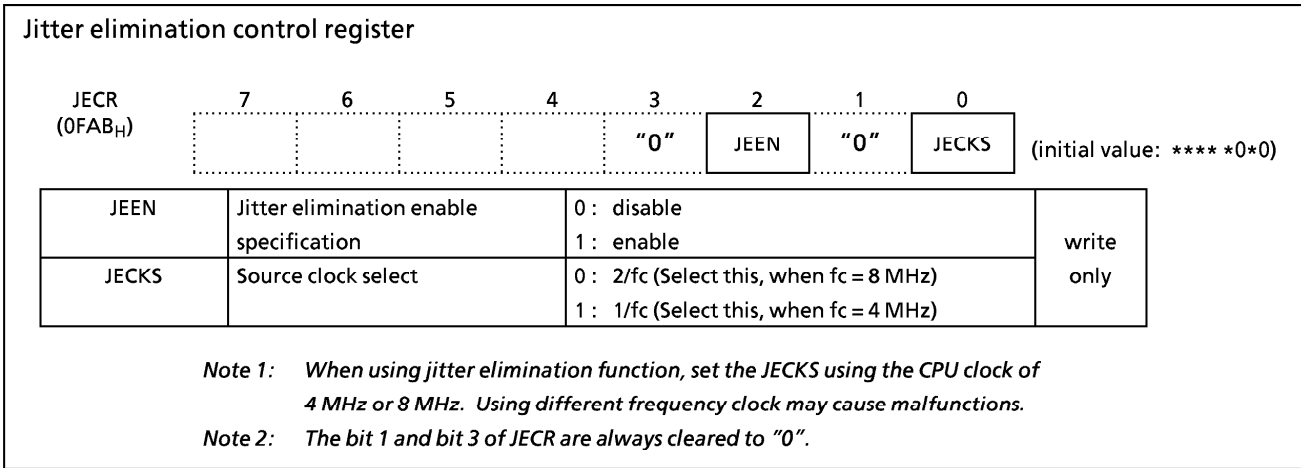 Jitter elimination control register
JECR 7 6 5 4 3 2 1 0
(0FABH)
"0" JEEN "0" JECKS (initial value: **** *0*0)
JEEN Jitter elimination enable 0 : disable
specification 1 : enable write
JECKS Source clock select 0 : 2/fc (Select this, when fc = 8 MHz) only
1 : 1/fc (Select this, when fc = 4 MHz)
Note 1: When using jitter elimination function, set the JECKS using the CPU clock of
4 MHz or 8 MHz. Using different frequency clock may cause malfunctions.
Note 2: The bit 1 and bit 3 of JECR are always cleared to "0".